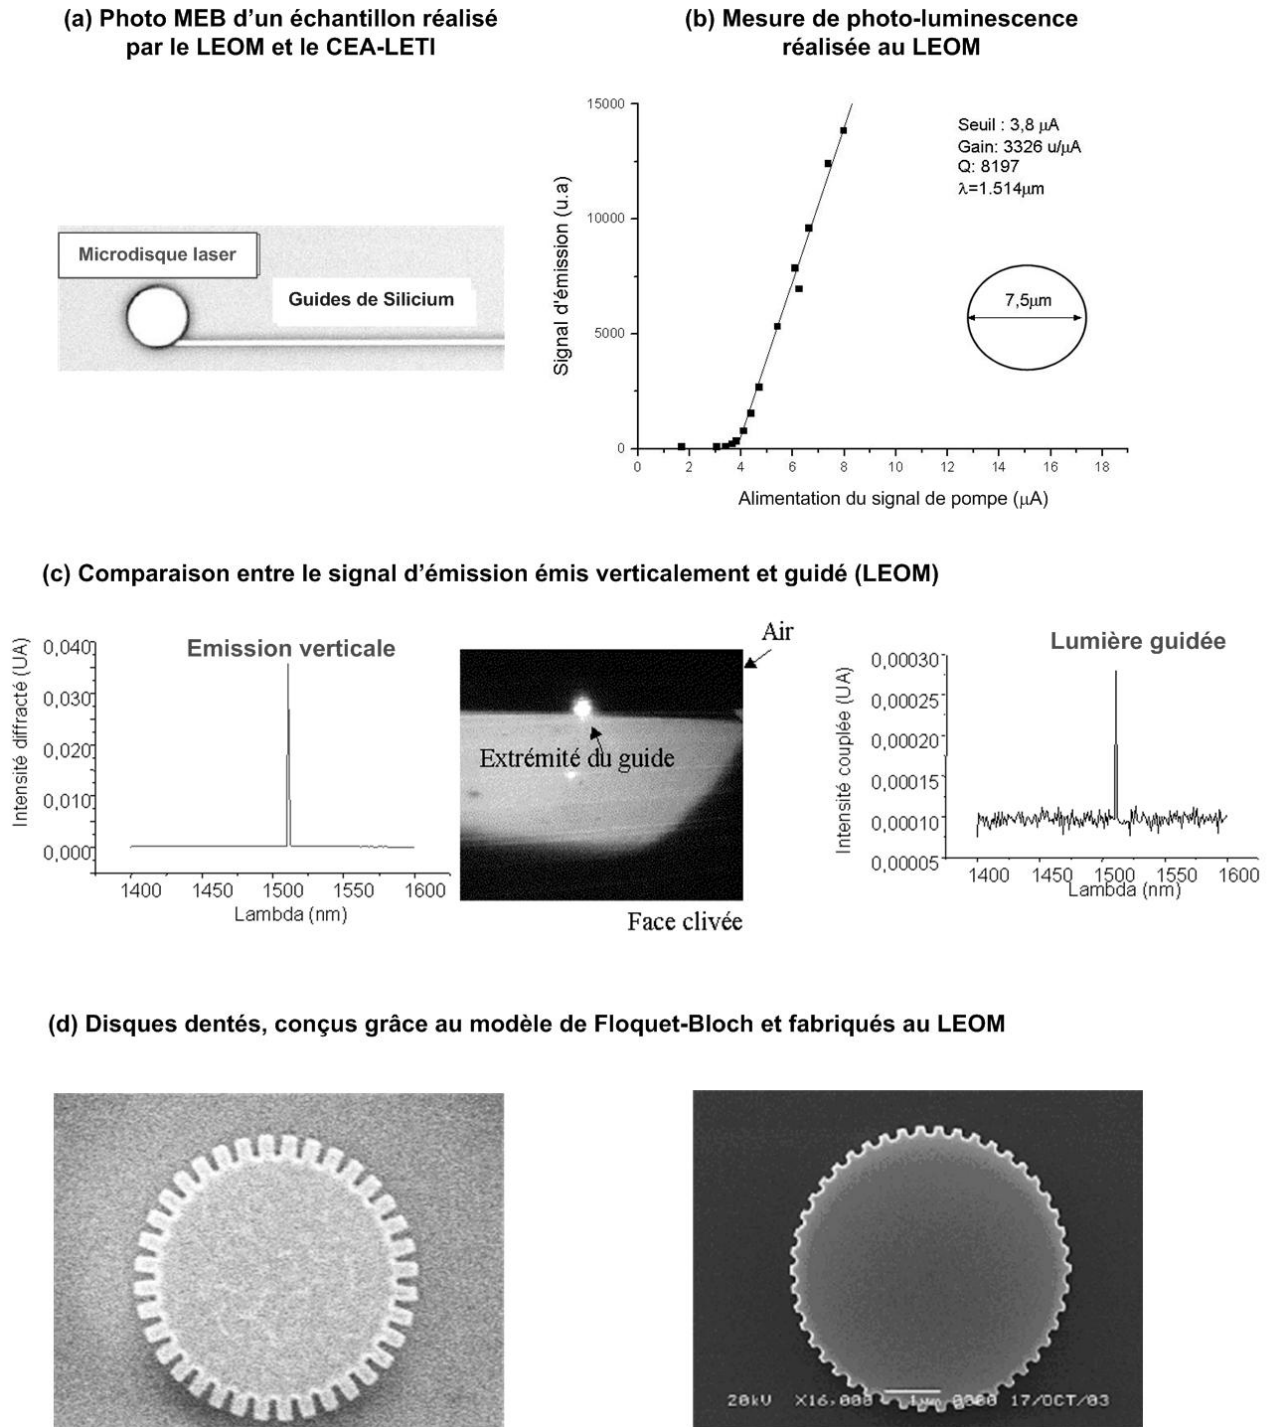 (a) Photo MEB d'un échantillon réalisé
par le LEOM et le CEA-LETI
Microdisque laser
Guides de Silicium
(b) Mesure de photo-luminescence
réalisée au LEOM
15000
10000
5000
0
Signal d'émission (u.a)
Seuil : 3,8 μA
Gain: 3326 u/μA
Q: 8197
λ=1.514μm
7,5μm
0 2 4 6 8 10 12 14 16 18
Alimentation du signal de pompe (μA)
(c) Comparaison entre le signal d'émission émis verticalement et guidé (LEOM)
Emission verticale
Intensité diffracté (UA)
0,040
0,030
0,020
0,010
0,000
1400 1450 1500 1550 1600
Lambda (nm)
Air
Extrémité du guide
Face clivée
Lumière guidée
Intensité couplée (UA)
0,00030
0,00025
0,00020
0,00015
0,00010
0,00005
1400 1450 1500 1550 1600
Lambda (nm)
(d) Disques dentés, conçus grâce au modèle de Floquet-Bloch et fabriqués au LEOM
20kV X16,000 1μm 0000 17/OCT/03